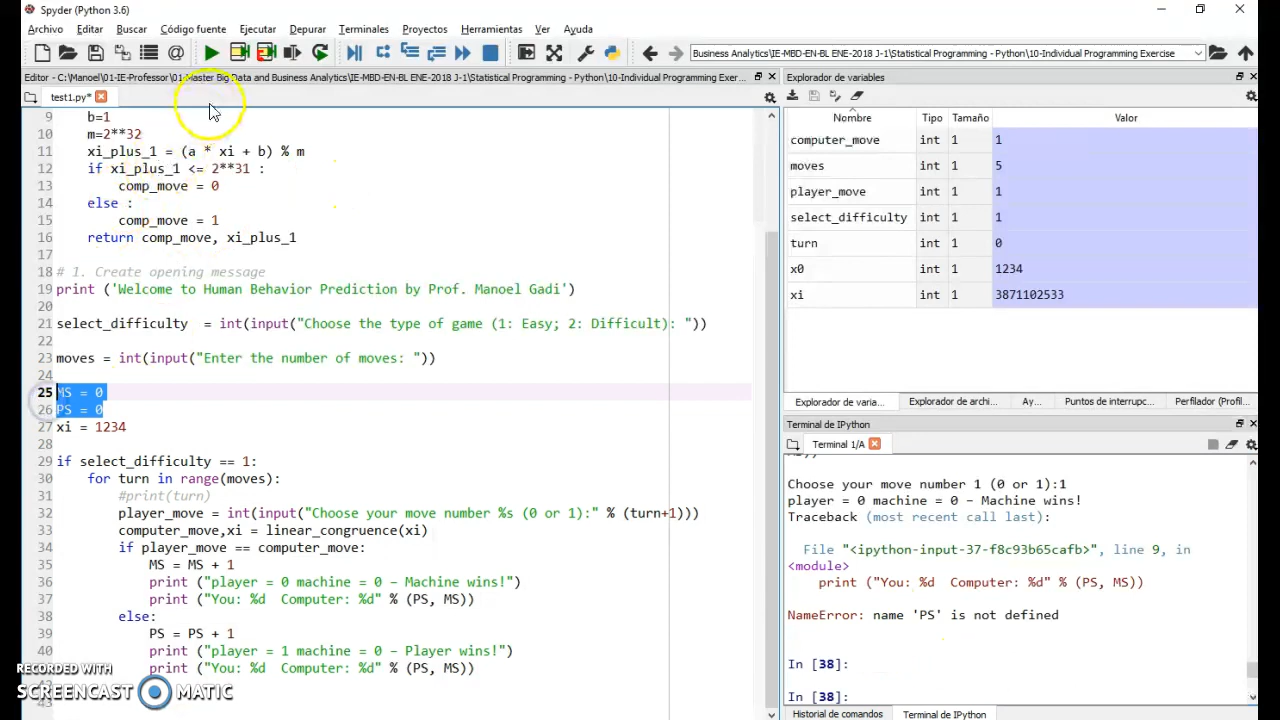 Spyder (Python 3.6)
Archivo Editar Buscar Código fuente Ejecutar Depurar Terminales Proyectos Herramientas Ver Ayuda
Business Analytics\IE-MBD-EN-BL ENE-2018 J-1\Statistical Programming - Python\10-Individual Programming Exercise
Editor - C:\Manoel\01-IE-Professor\01-Master Big Data and Business Analytics\IE-MBD-EN-BL ENE-2018 J-1\Statistical Programming - Python\10-Individual Programming Exer...
test1.py*
9 b=1
10 m=2**32
11 xi_plus_1 = (a * xi + b) % m
12 if xi_plus_1 <= 2**31 :
13 comp_move = 0
14 else :
15 comp_move = 1
16 return comp_move, xi_plus_1
17
18 # 1. Create opening message
19 print ('Welcome to Human Behavior Prediction by Prof. Manoel Gadi')
20
21 select_difficulty = int(input("Choose the type of game (1: Easy; 2: Difficult): "))
22
23 moves = int(input("Enter the number of moves: "))
24
25 MS = 0
26 PS = 0
27 xi = 1234
28
29 if select_difficulty == 1:
30 for turn in range(moves):
31 #print(turn)
32 player_move = int(input("Choose your move number %s (0 or 1):" % (turn+1)))
33 computer_move,xi = linear_congruence(xi)
34 if player_move == computer_move:
35 MS = MS + 1
36 print ("player = 0 machine = 0 - Machine wins!")
37 print ("You: %d Computer: %d" % (PS, MS))
38 else:
39 PS = PS + 1
40 print ("player = 1 machine = 0 - Player wins!")
print ("You: %d Computer: %d" % (PS, MS))
43
RECORDED WITH
SCREENCAST MATIC
Explorador de variables
Nombre Tipo Tamaño Valor
computer_move int 1 1
moves int 1 5
player_move int 1 1
select_difficulty int 1 1
turn int 1 0
x0 int 1 1234
xi int 1 3871102533
Explorador de varia... Explorador de archi... Ay... Puntos de interrupc... Perfilador (Profil...
Terminal de IPython
Terminal 1/A
Choose your move number 1 (0 or 1):1
player = 0 machine = 0 - Machine wins!
Traceback (most recent call last):
File "<ipython-input-37-f8c93b65cafb>", line 9, in
<module>
print ("You: %d Computer: %d" % (PS, MS))
NameError: name 'PS' is not defined
In [38]:
In [38]:
Historial de comandos Terminal de IPython